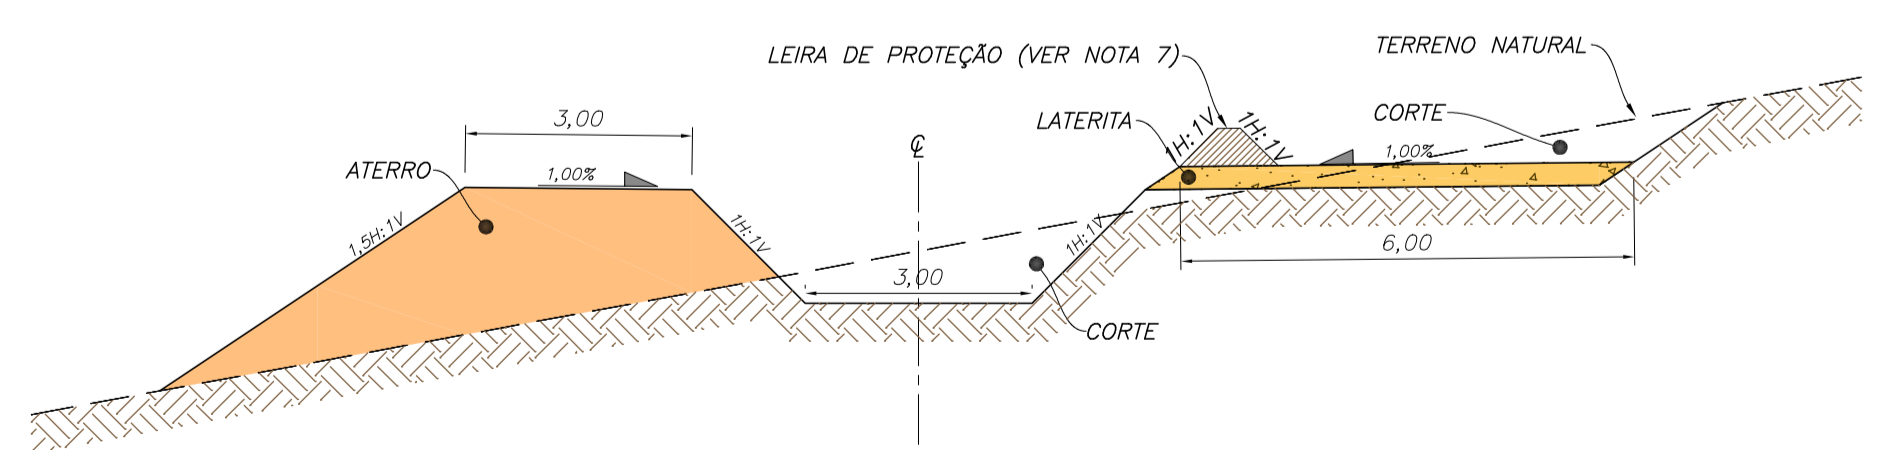 TERRENO NATURAL
LEIRA DE PROTEÇÃO (VER NOTA 7)
CORTE
LATERITA
3,00
1H:1V
1H:1V
℄
1,00%
ATERRO
1,00%
1,5H:1V
1H:1V
1H:1V
6,00
3,00
CORTE